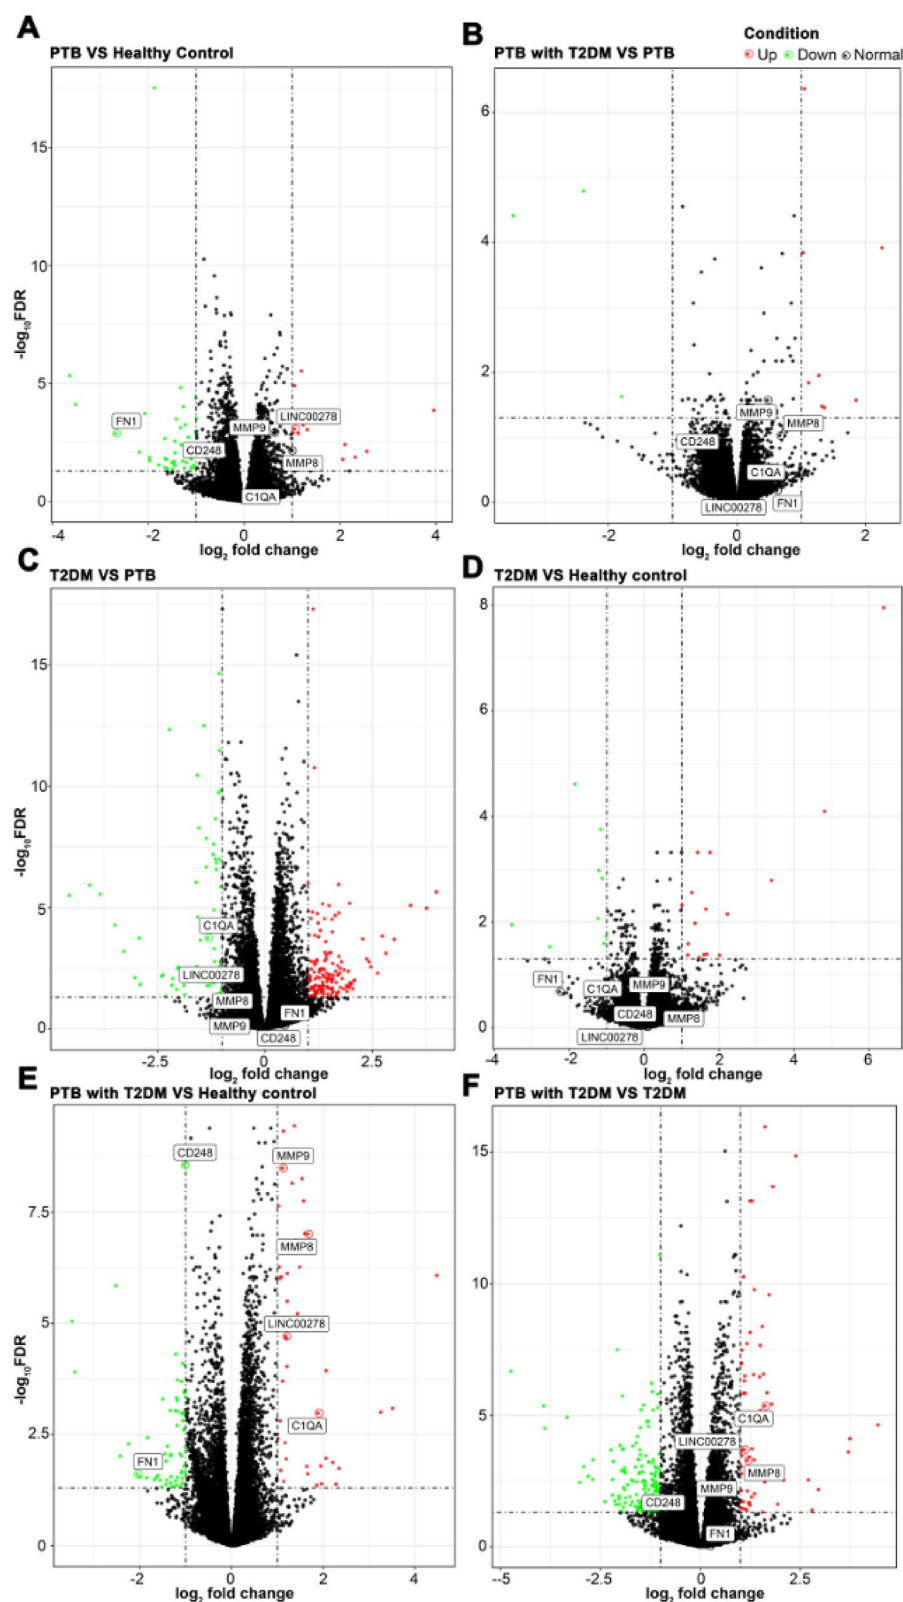 A
PTB VS Healthy Control
B
PTB with T2DM VS PTB
Condition
Up Down Normal
-log10FDR
15
10
5
0
FN1
MMP9
LINC00278
CD248
MMP8
C1QA
-4 -2 0 2 4
log2 fold change
6
4
2
0
MMP9
MMP8
CD248
C1QA
LINC00278
FN1
-2 0 2
log2 fold change
C
T2DM VS PTB
D
T2DM VS Healthy control
-log10FDR
15
10
5
0
C1QA
LINC00278
MMP8
FN1
MMP9
CD248
-2.5 0 2.5
log2 fold change
8
6
4
2
0
FN1
C1QA
MMP9
CD248
MMP8
LINC00278
-4 -2 0 2 4 6
log2 fold change
E
PTB with T2DM VS Healthy control
F
PTB with T2DM VS T2DM
-log10FDR
7.5
5
2.5
0
CD248
MMP9
MMP8
LINC00278
C1QA
FN1
-2 0 2 4
log2 fold change
15
10
5
0
C1QA
LINC00278
MMP8
MMP9
CD248
FN1
--5 -2.5 0 2.5
log2 fold change